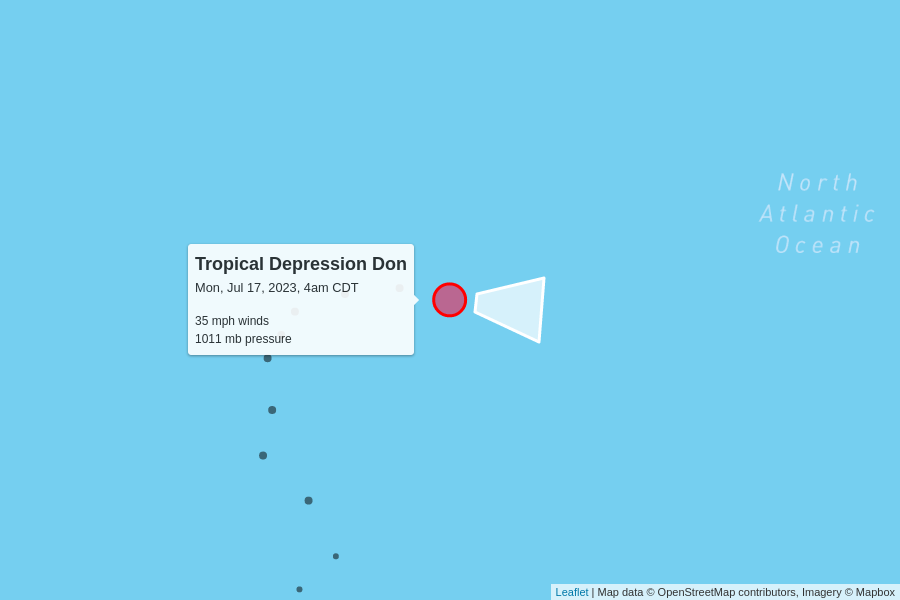 North
Atlantic
Ocean
Tropical Depression Don
Mon, Jul 17, 2023, 4am CDT
35 mph winds
1011 mb pressure
Leaflet | Map data © OpenStreetMap contributors, Imagery © Mapbox